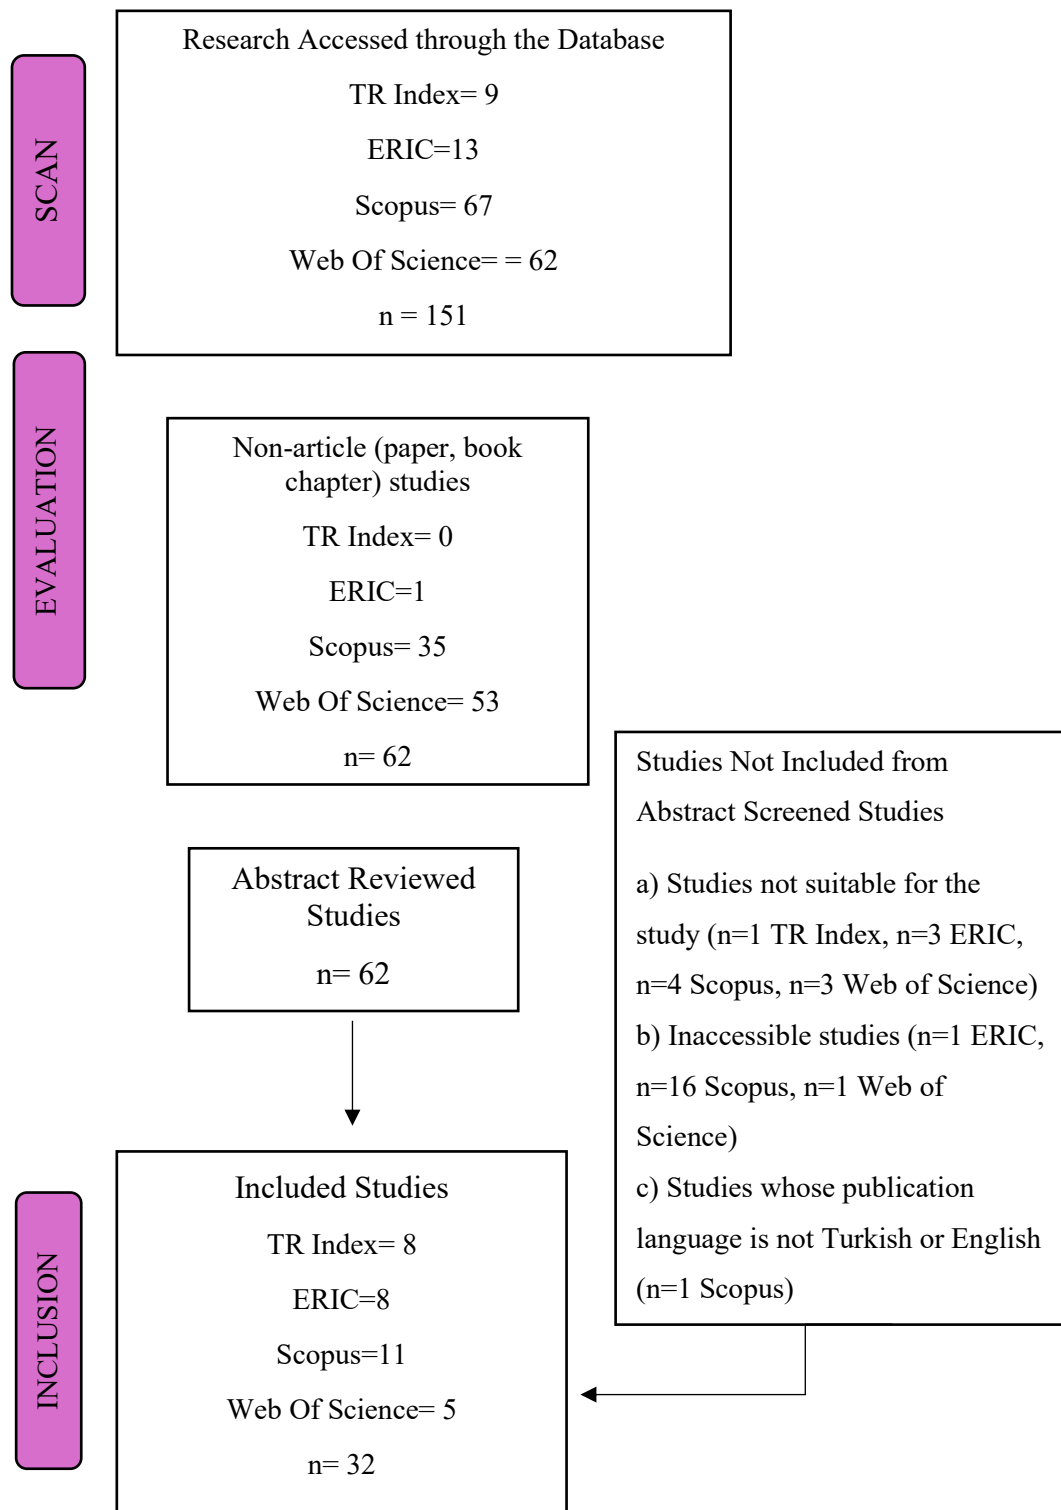 SCAN
Research Accessed through the Database
TR Index= 9
ERIC=13
Scopus= 67
Web Of Science= = 62
n = 151
EVALUATION
Non-article (paper, book
chapter) studies
TR Index= 0
ERIC=1
Scopus= 35
Web Of Science= 53
n= 62
Abstract Reviewed
Studies
n= 62
Studies Not Included from
Abstract Screened Studies
a) Studies not suitable for the
study (n=1 TR Index, n=3 ERIC,
n=4 Scopus, n=3 Web of Science)
b) Inaccessible studies (n=1 ERIC,
n=16 Scopus, n=1 Web of
Science)
c) Studies whose publication
language is not Turkish or English
(n=1 Scopus)
INCLUSION
Included Studies
TR Index= 8
ERIC=8
Scopus=11
Web Of Science= 5
n= 32